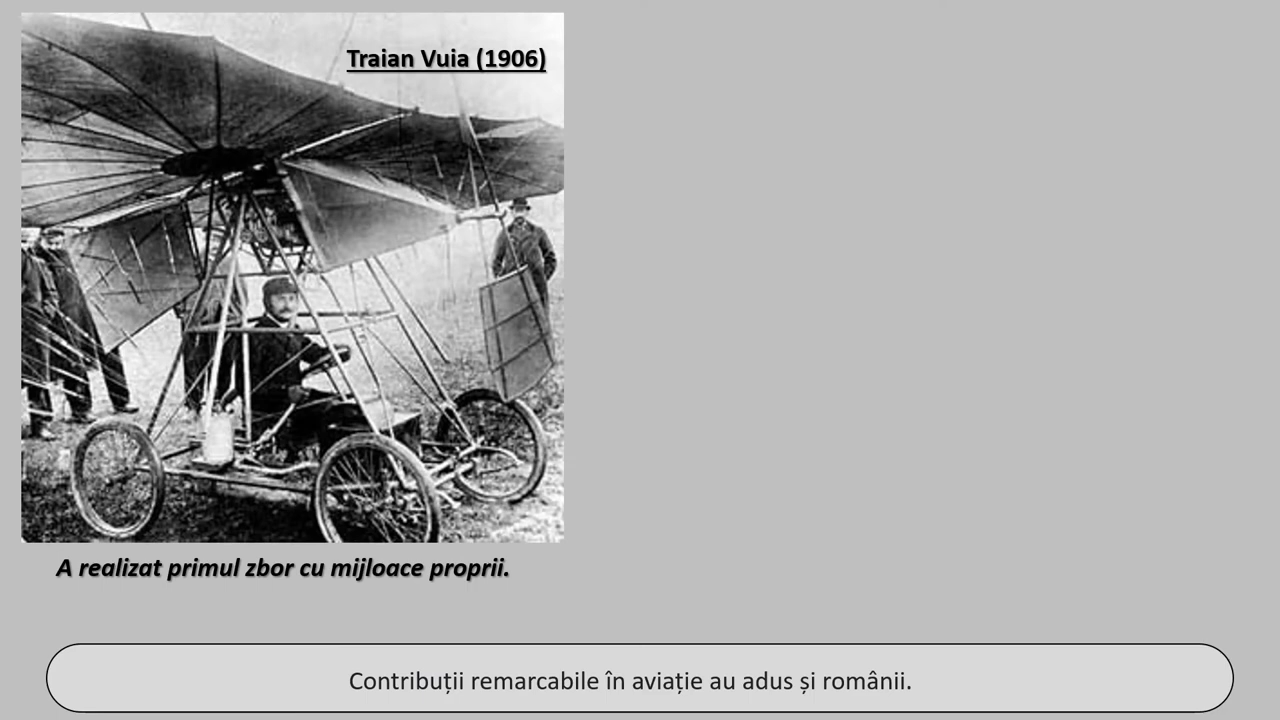 Traian Vuia (1906)
A realizat primul zbor cu mijloace proprii.
Contribuții remarcabile în aviație au adus și românii.